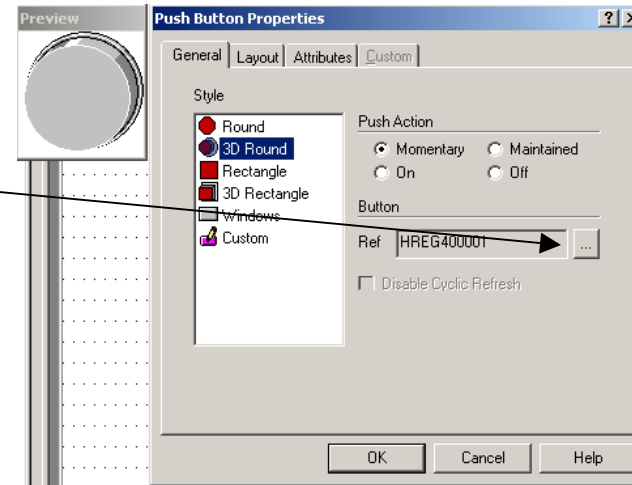 Preview
Push Button Properties
General Layout Attributes Custom
Style
Round
3D Round
Rectangle
3D Rectangle
Windows
Custom
Push Action
Momentary Maintained
On Off
Button
Ref HREG400001 ...
Disable Cyclic Refresh
OK Cancel Help